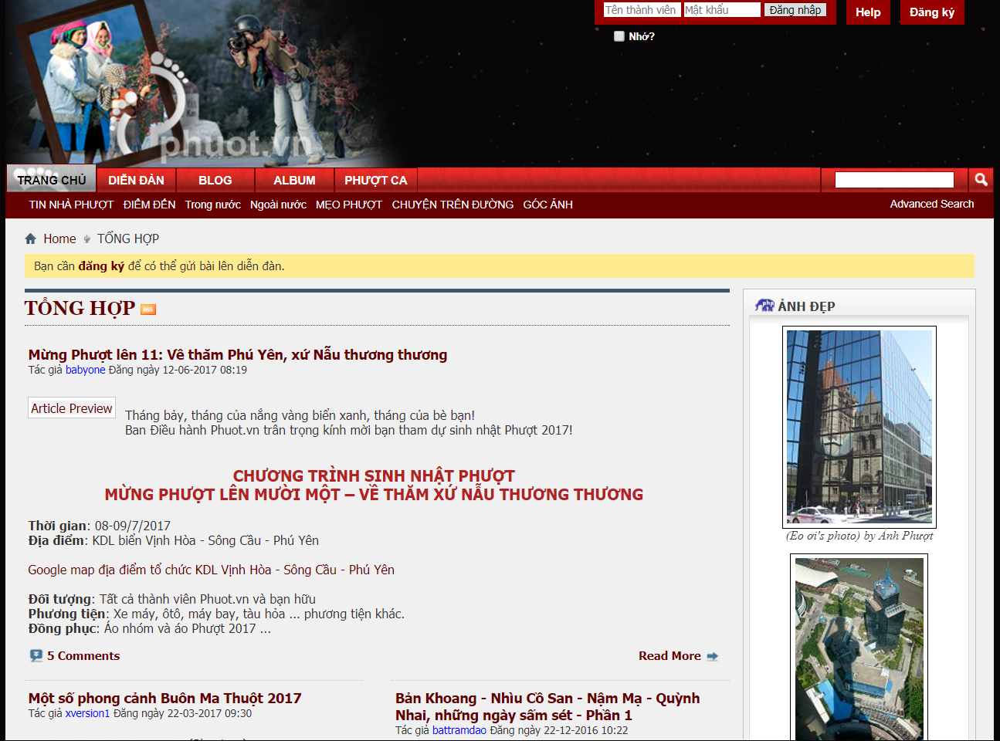 Tên thành viên
Mật khẩu
Đăng nhập
Help
Đăng ký
Nhớ?
phuot.vn
TRANG CHỦ
DIỄN ĐÀN
BLOG
ALBUM
PHƯỢT CA
TIN NHÀ PHƯỢT
ĐIỂM ĐẾN
Trong nước
Ngoài nước
MẸO PHƯỢT
CHUYỆN TRÊN ĐƯỜNG
GÓC ẢNH
Advanced Search
Home
TỔNG HỢP
Bạn cần đăng ký để có thể gửi bài lên diễn đàn.
TỔNG HỢP
RSS
Mừng Phượt lên 11: Về thăm Phú Yên, xứ Nẫu thương thương
Tác giả babyone Đăng ngày 12-06-2017 08:19
Article Preview
Tháng bảy, tháng của nắng vàng biển xanh, tháng của bè bạn!
Ban Điều hành Phuot.vn trân trọng kính mời bạn tham dự sinh nhật Phượt 2017!
CHƯƠNG TRÌNH SINH NHẬT PHƯỢT
MỪNG PHƯỢT LÊN MƯỜI MỘT – VỀ THĂM XỨ NẪU THƯƠNG THƯƠNG
Thời gian: 08-09/7/2017
Địa điểm: KDL biển Vịnh Hòa - Sông Cầu - Phú Yên
Google map địa điểm tổ chức KDL Vịnh Hòa - Sông Cầu - Phú Yên
Đối tượng: Tất cả thành viên Phuot.vn và bạn hữu
Phương tiện: Xe máy, ôtô, máy bay, tàu hỏa ... phương tiện khác.
Đồng phục: Áo nhóm và áo Phượt 2017 ...
5 Comments
Read More
Một số phong cảnh Buôn Ma Thuột 2017
Tác giả xversion1 Đăng ngày 22-03-2017 09:30
Bản Khoang - Nhìu Cồ San - Nậm Mạ - Quỳnh
Nhai, những ngày sấm sét - Phần 1
Tác giả battramdao Đăng ngày 22-12-2016 10:22
php
ẢNH ĐẸP
(Eo ơi's photo) by Ảnh Phượt